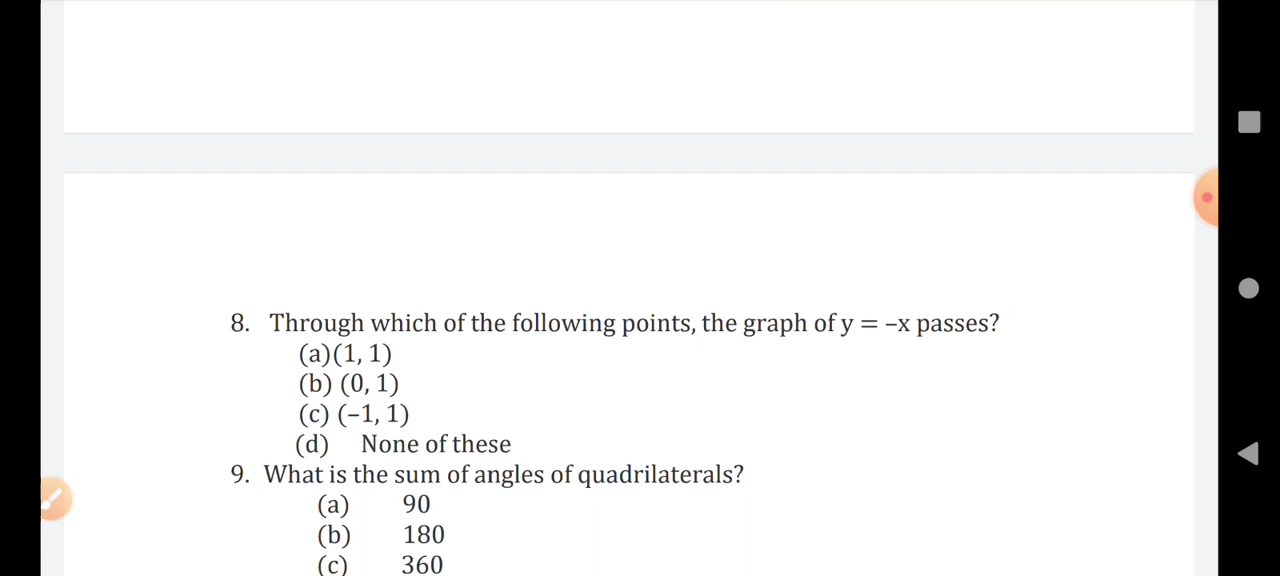 8. Through which of the following points, the graph of y = –x passes?
(a)(1, 1)
(b) (0, 1)
(c) (–1, 1)
(d) None of these
9. What is the sum of angles of quadrilaterals?
(a) 90
(b) 180
(c) 360